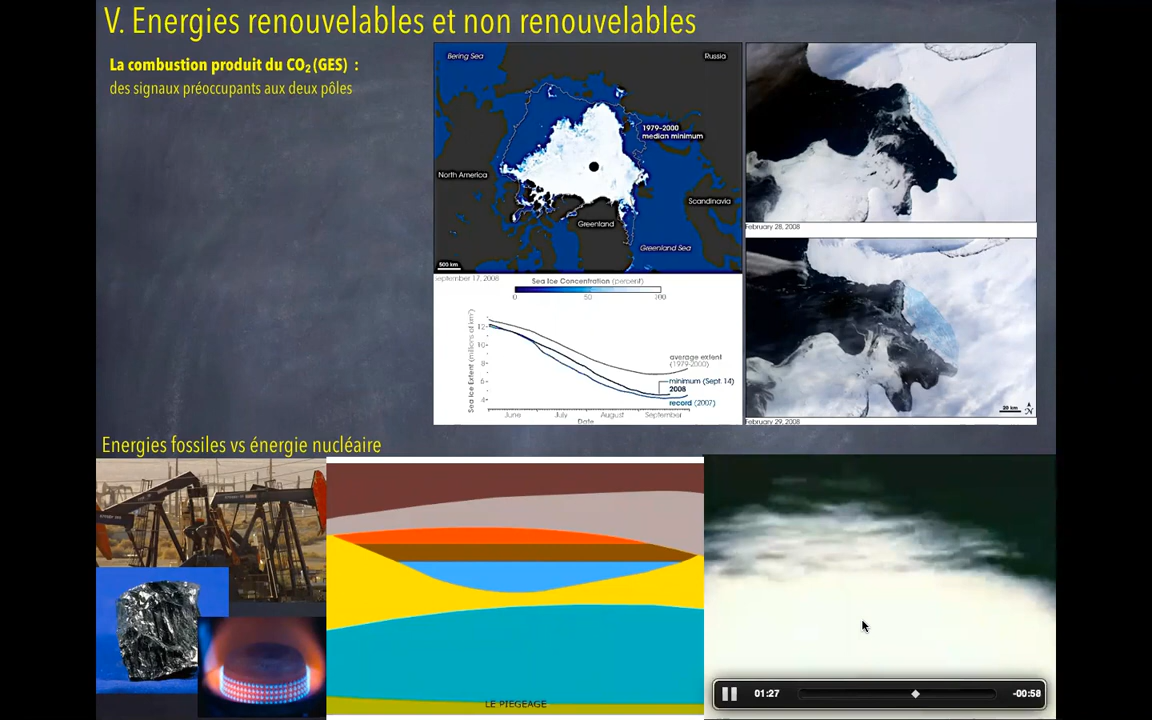 V. Energies renouvelables et non renouvelables
La combustion produit du CO₂ (GES) :
des signaux préoccupants aux deux pôles
Bering Sea
Russia
1979-2000
median minimum
North America
Scandinavia
Greenland
Greenland Sea
500 km
September 17, 2008
Sea Ice Concentration (percent)
0 50 100
Sea Ice Extent (millions of km²)
12
10
8
6
4
average extent
(1979-2000)
minimum (Sept. 14)
2008
record (2007)
June July August September
Date
February 28, 2008
20 km
N
February 29, 2008
Energies fossiles vs énergie nucléaire
LE PIEGEAGE
01:27
-00:58